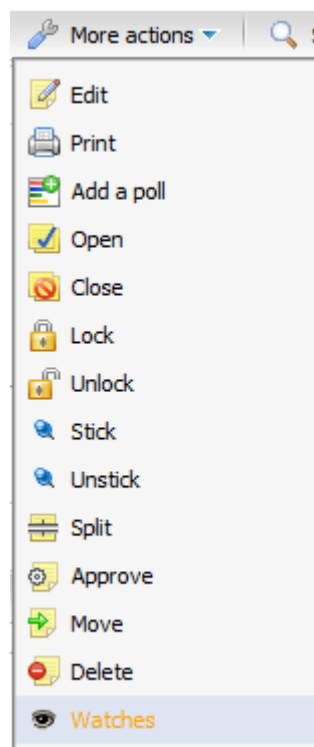 More actions
Edit
Print
Add a poll
Open
Close
Lock
Unlock
Stick
Unstick
Split
Approve
Move
Delete
Watches